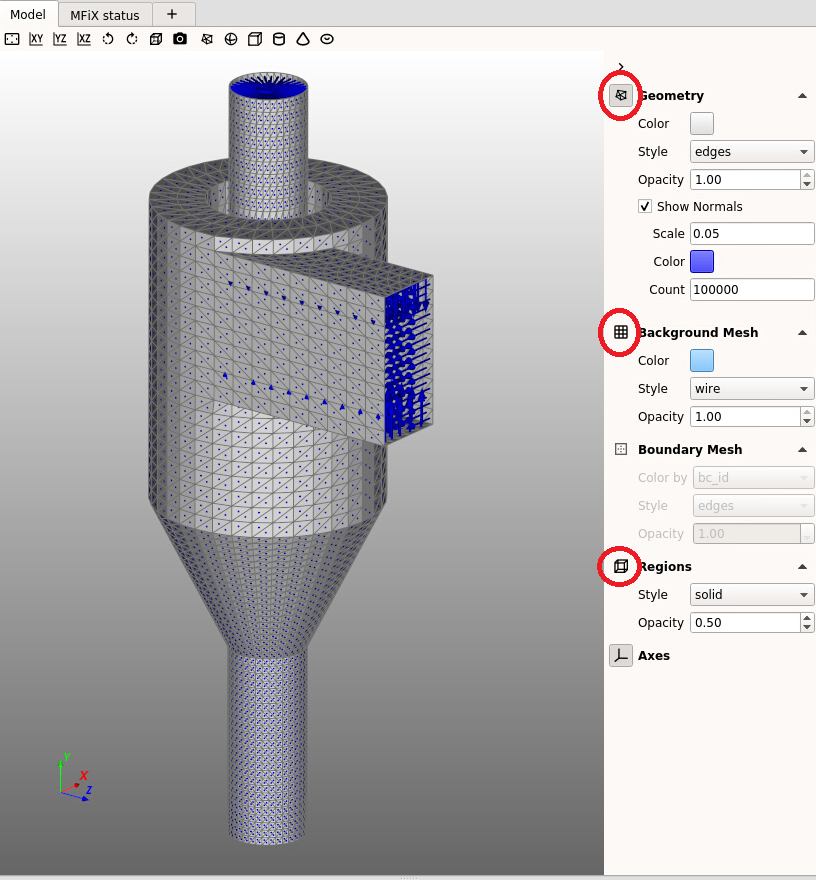 Model
MFiX status
+
XY YZ XZ
Geometry
Color
Style edges
Opacity 1.00
Show Normals
Scale 0.05
Color
Count 100000
Background Mesh
Color
Style wire
Opacity 1.00
Boundary Mesh
Color by bc_id
Style edges
Opacity 1.00
Regions
Style solid
Opacity 0.50
Axes
Y
X
Z